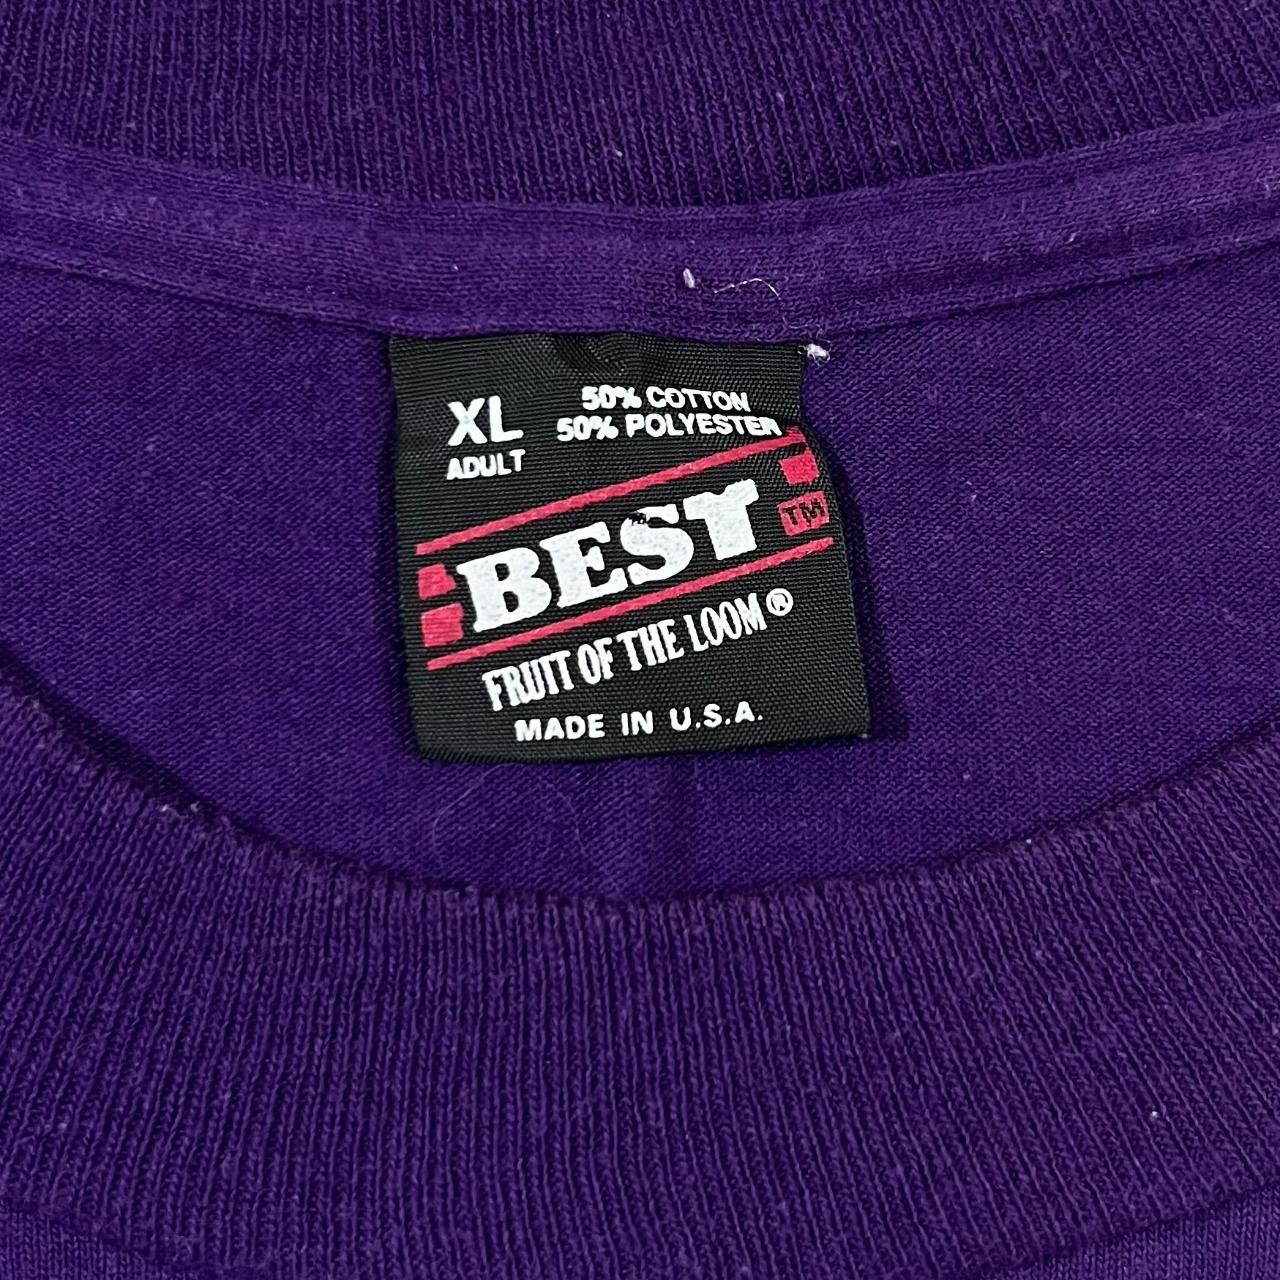 XL
ADULT
50% COTTON
50% POLYESTER
BEST TM
FRUIT OF THE LOOM®
MADE IN U.S.A.